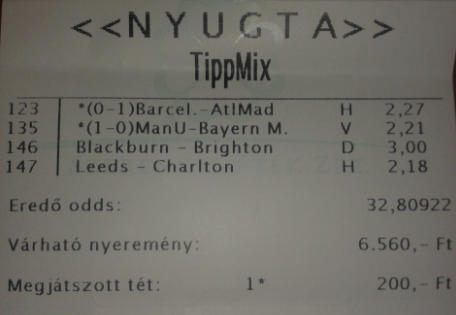 <<NYUGTA>>
TippMix
123 *(0-1)Barcel.-AtlMad H 2,27
135 *(1-0)ManU-Bayern M. V 2,21
146 Blackburn - Brighton D 3,00
147 Leeds - Charlton H 2,18
Eredő odds: 32,80922
Várható nyeremény: 6.560,- Ft
Megjátszott tét: 1* 200,- Ft